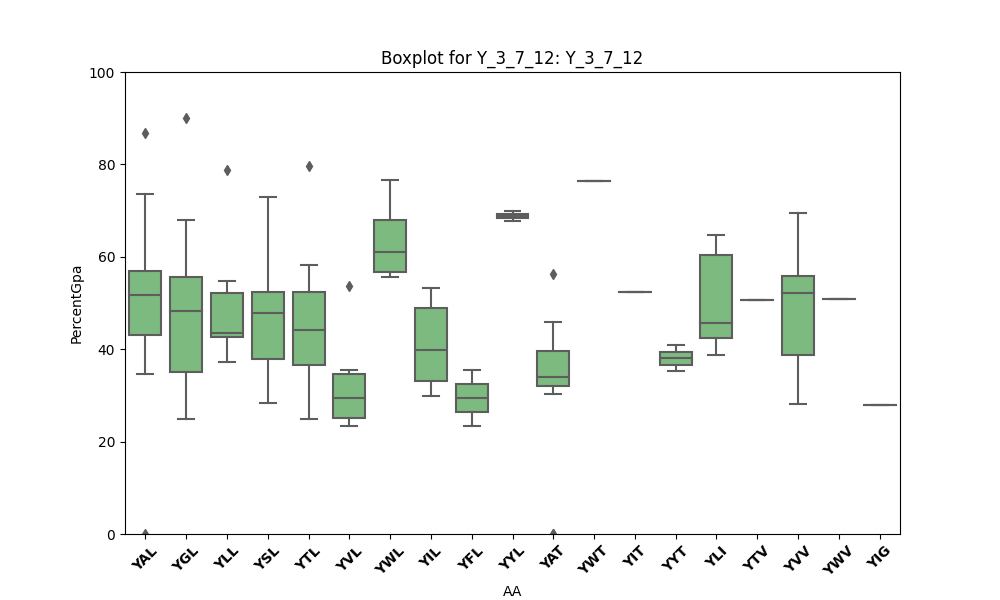 Boxplot for Y_3_7_12: Y_3_7_12
100
80
60
40
20
0
PercentGpa
YAL YGL YLL YSL YTL YVL YWL YIL YFL YYL YAT YWT YIT YYT YLI YTV YVV YWV YIG
AA